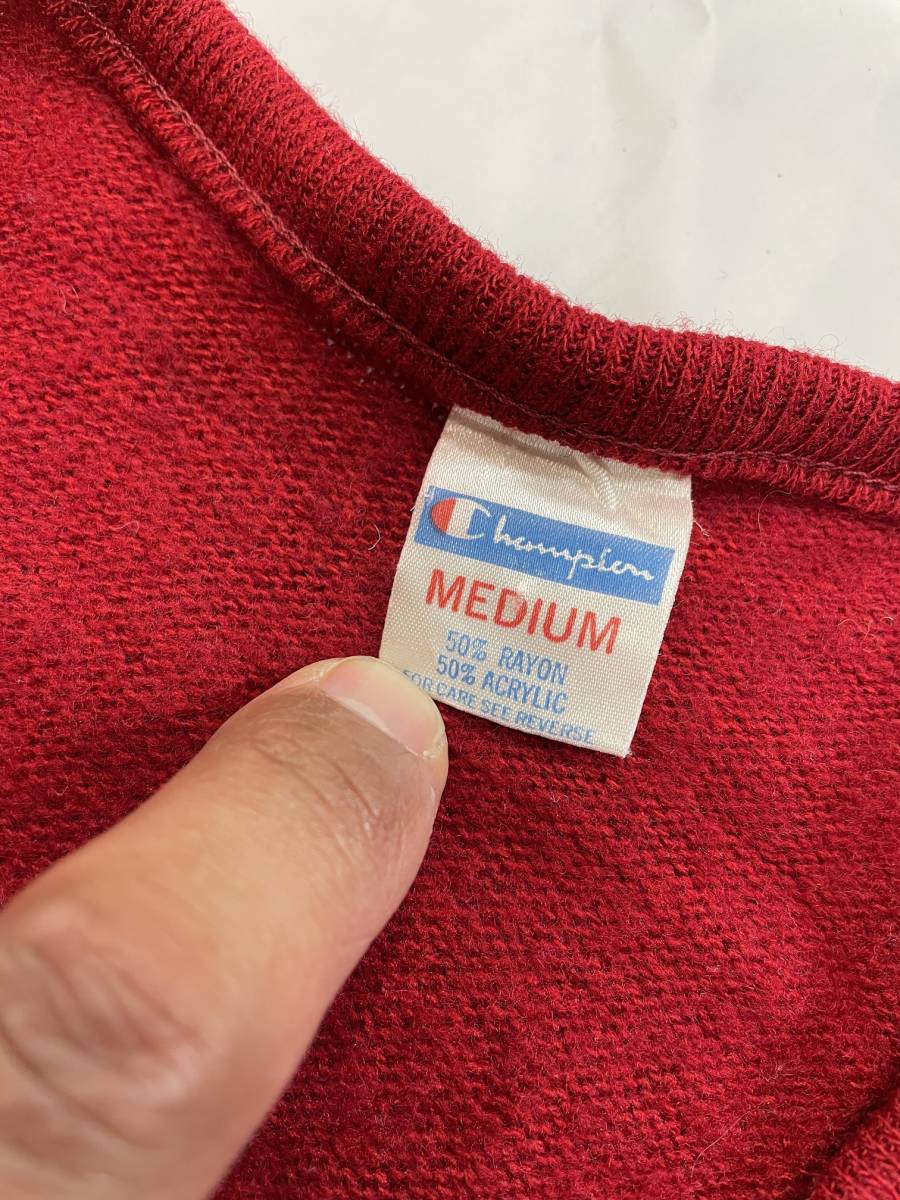 Champion
MEDIUM
50% RAYON
50% ACRYLIC
FOR CARE SEE REVERSE